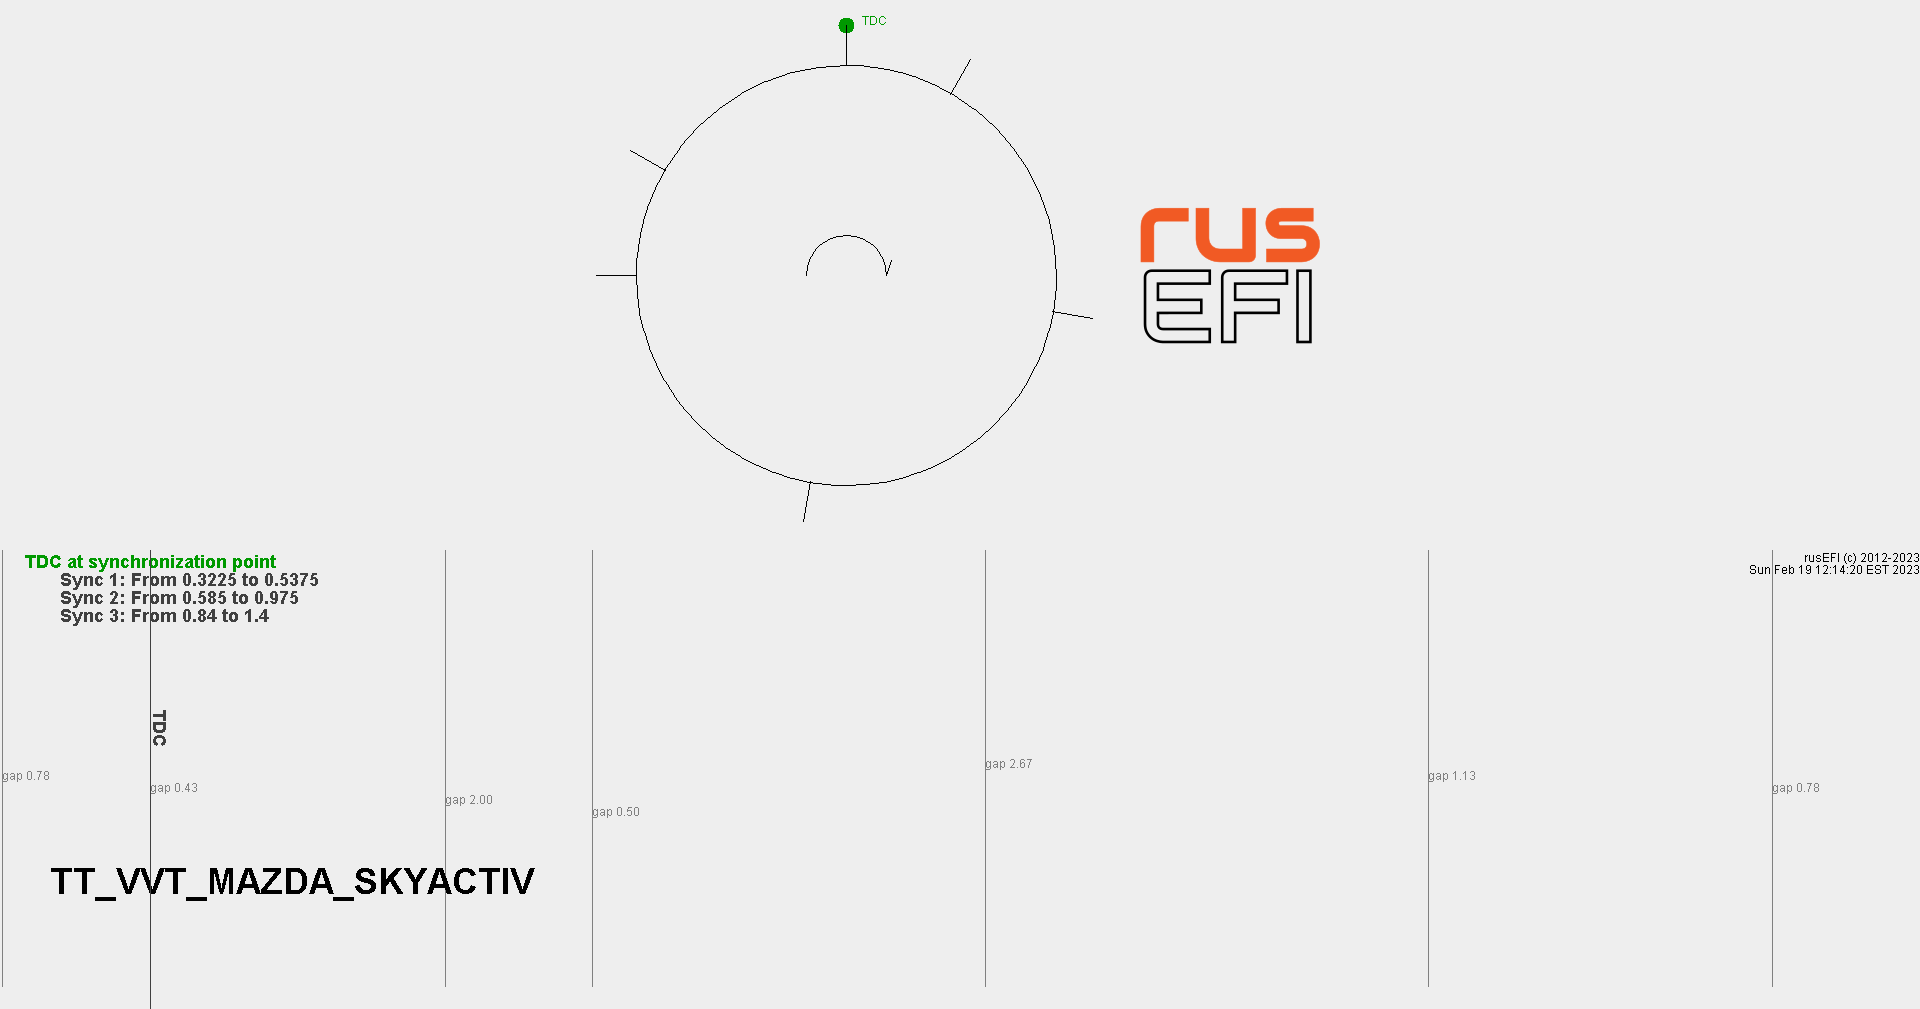 TDC
rus
EFI
TDC at synchronization point
Sync 1: From 0.3225 to 0.5375
Sync 2: From 0.585 to 0.975
Sync 3: From 0.84 to 1.4
rusEFI (c) 2012-2023
Sun Feb 19 12:14:20 EST 2023
TDC
gap 0.78
gap 0.43
gap 2.00
gap 0.50
gap 2.67
gap 1.13
gap 0.78
TT_VVT_MAZDA_SKYACTIV